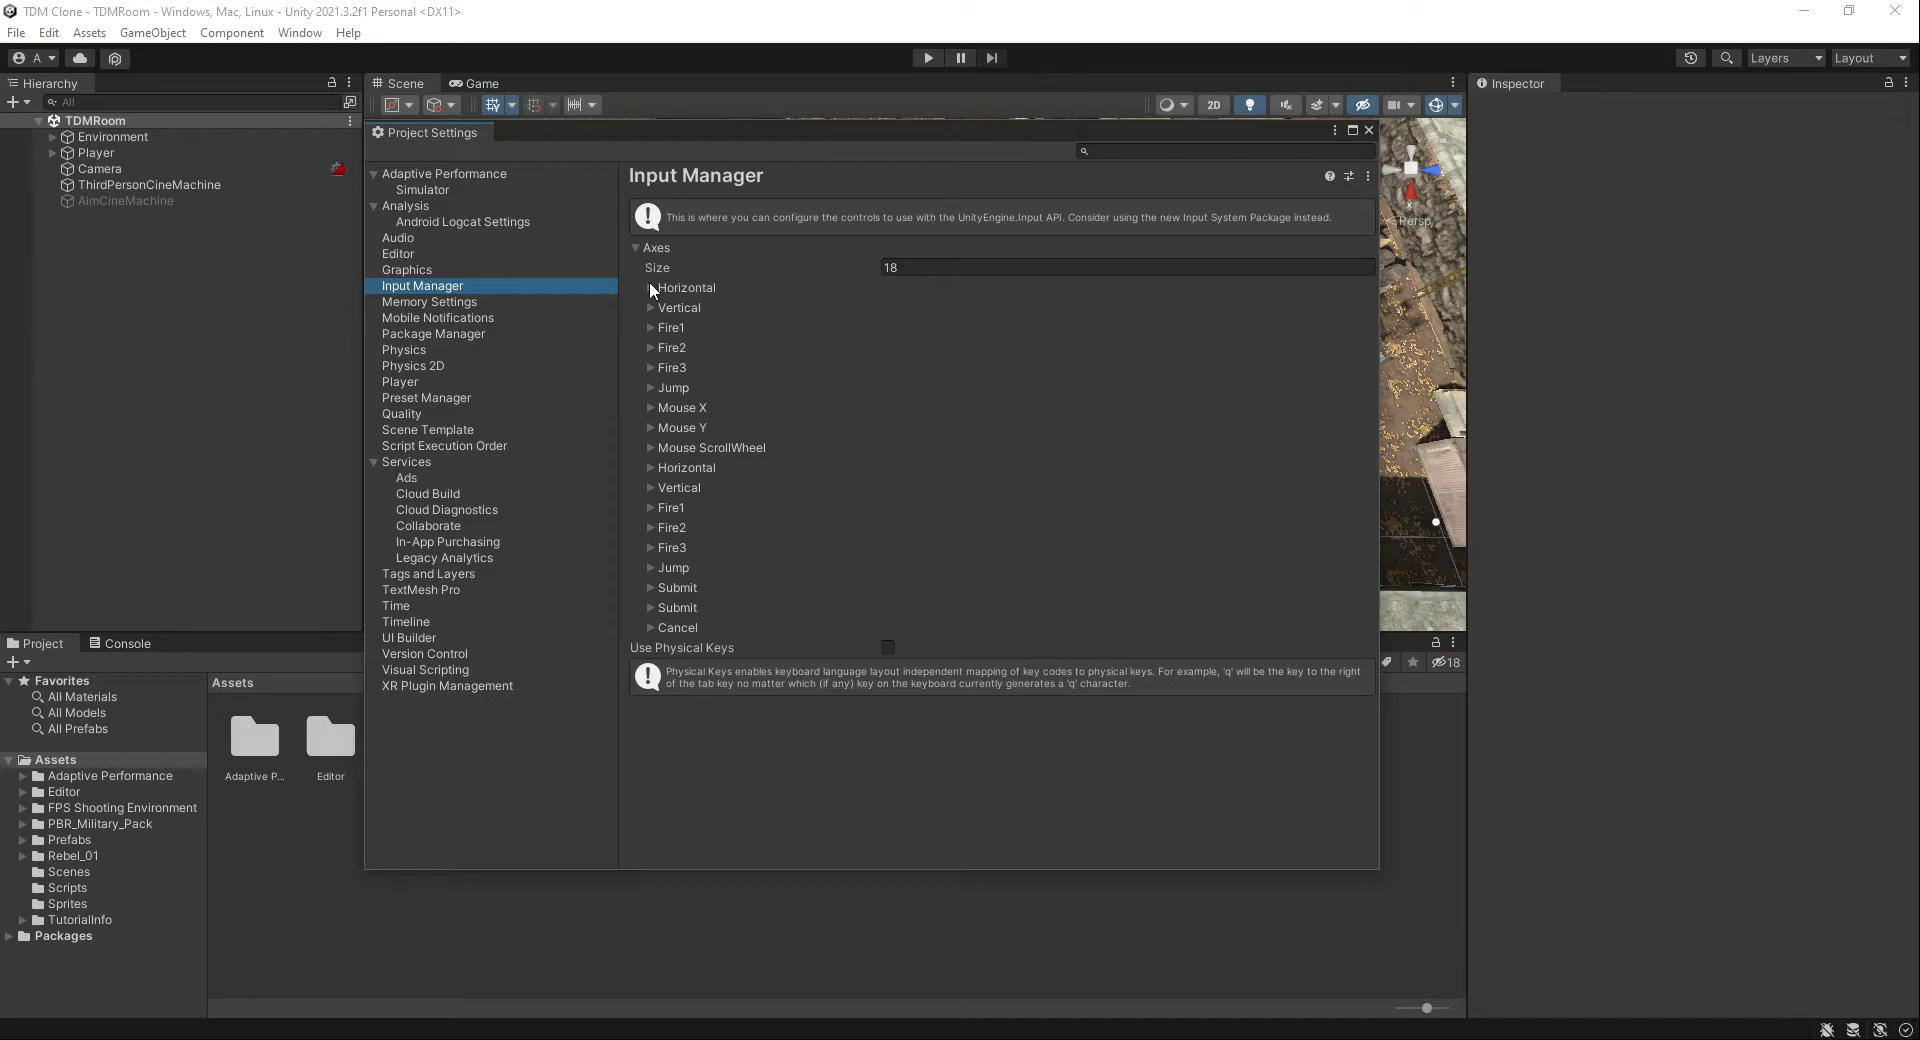 TDM Clone - TDMRoom - Windows, Mac, Linux - Unity 2021.3.2f1 Personal <DX11>
File Edit Assets GameObject Component Window Help
A Layers Layout
Hierarchy
Scene Game
Inspector
All
2D
TDMRoom
Environment
Player
Camera
ThirdPersonCineMachine
AimCineMachine
Project Settings
Adaptive Performance
Simulator
Analysis
Android Logcat Settings
Audio
Editor
Graphics
Input Manager
Memory Settings
Mobile Notifications
Package Manager
Physics
Physics 2D
Player
Preset Manager
Quality
Scene Template
Script Execution Order
Services
Ads
Cloud Build
Cloud Diagnostics
Collaborate
In-App Purchasing
Legacy Analytics
Tags and Layers
TextMesh Pro
Time
Timeline
UI Builder
Version Control
Visual Scripting
XR Plugin Management
Input Manager
This is where you can configure the controls to use with the UnityEngine.Input API. Consider using the new Input System Package instead.
Axes
Size 18
Horizontal
Vertical
Fire1
Fire2
Fire3
Jump
Mouse X
Mouse Y
Mouse ScrollWheel
Horizontal
Vertical
Fire1
Fire2
Fire3
Jump
Submit
Submit
Cancel
Use Physical Keys
Physical Keys enables keyboard language layout independent mapping of key codes to physical keys. For example, 'q' will be the key to the right
of the tab key no matter which (if any) key on the keyboard currently generates a 'q' character.
x
Persp
Project Console
18
Favorites
All Materials
All Models
All Prefabs
Assets
Adaptive Performance
Editor
FPS Shooting Environment
PBR_Military_Pack
Prefabs
Rebel_01
Scenes
Scripts
Sprites
TutorialInfo
Packages
Assets
Adaptive P...
Editor